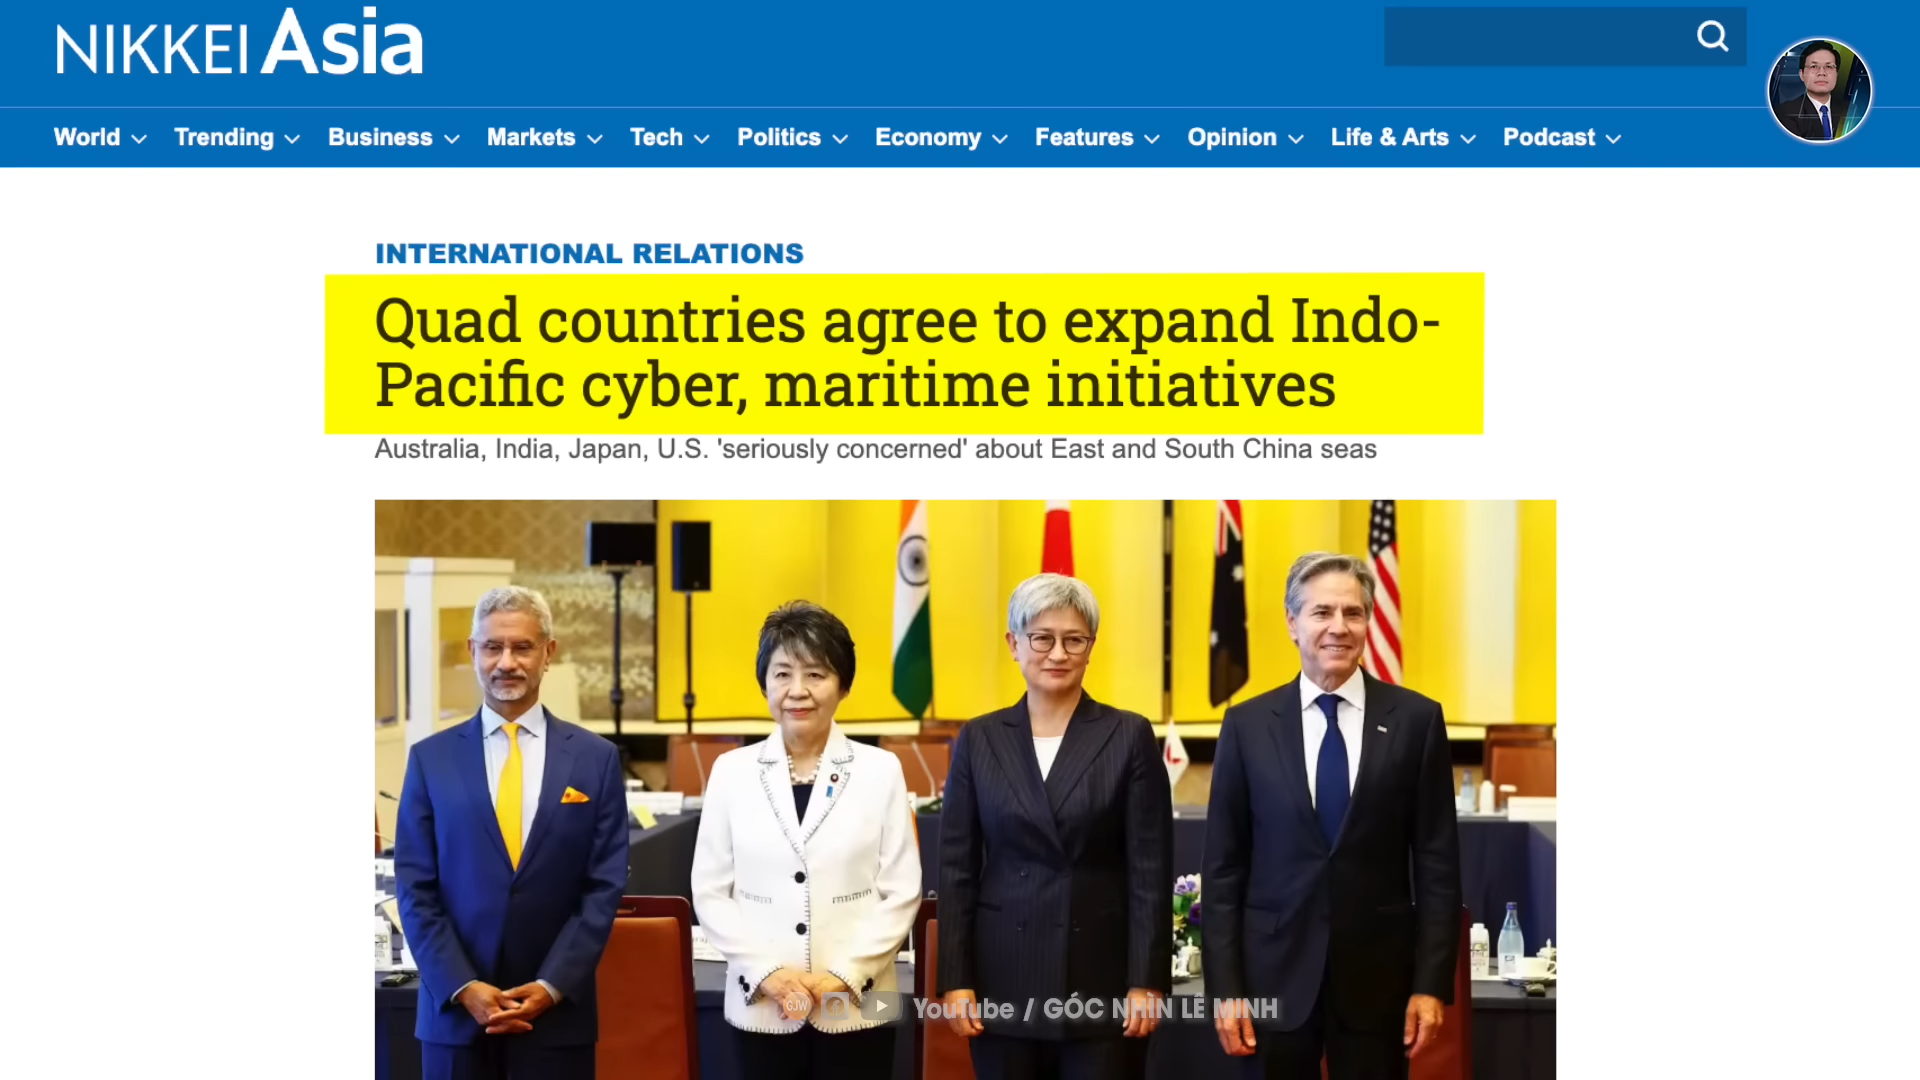 NIKKEI Asia
World Trending Business Markets Tech Politics Economy Features Opinion Life & Arts Podcast
INTERNATIONAL RELATIONS
Quad countries agree to expand Indo-
Pacific cyber, maritime initiatives
Australia, India, Japan, U.S. 'seriously concerned' about East and South China seas
GJW YouTube / GÓC NHÌN LÊ MINH